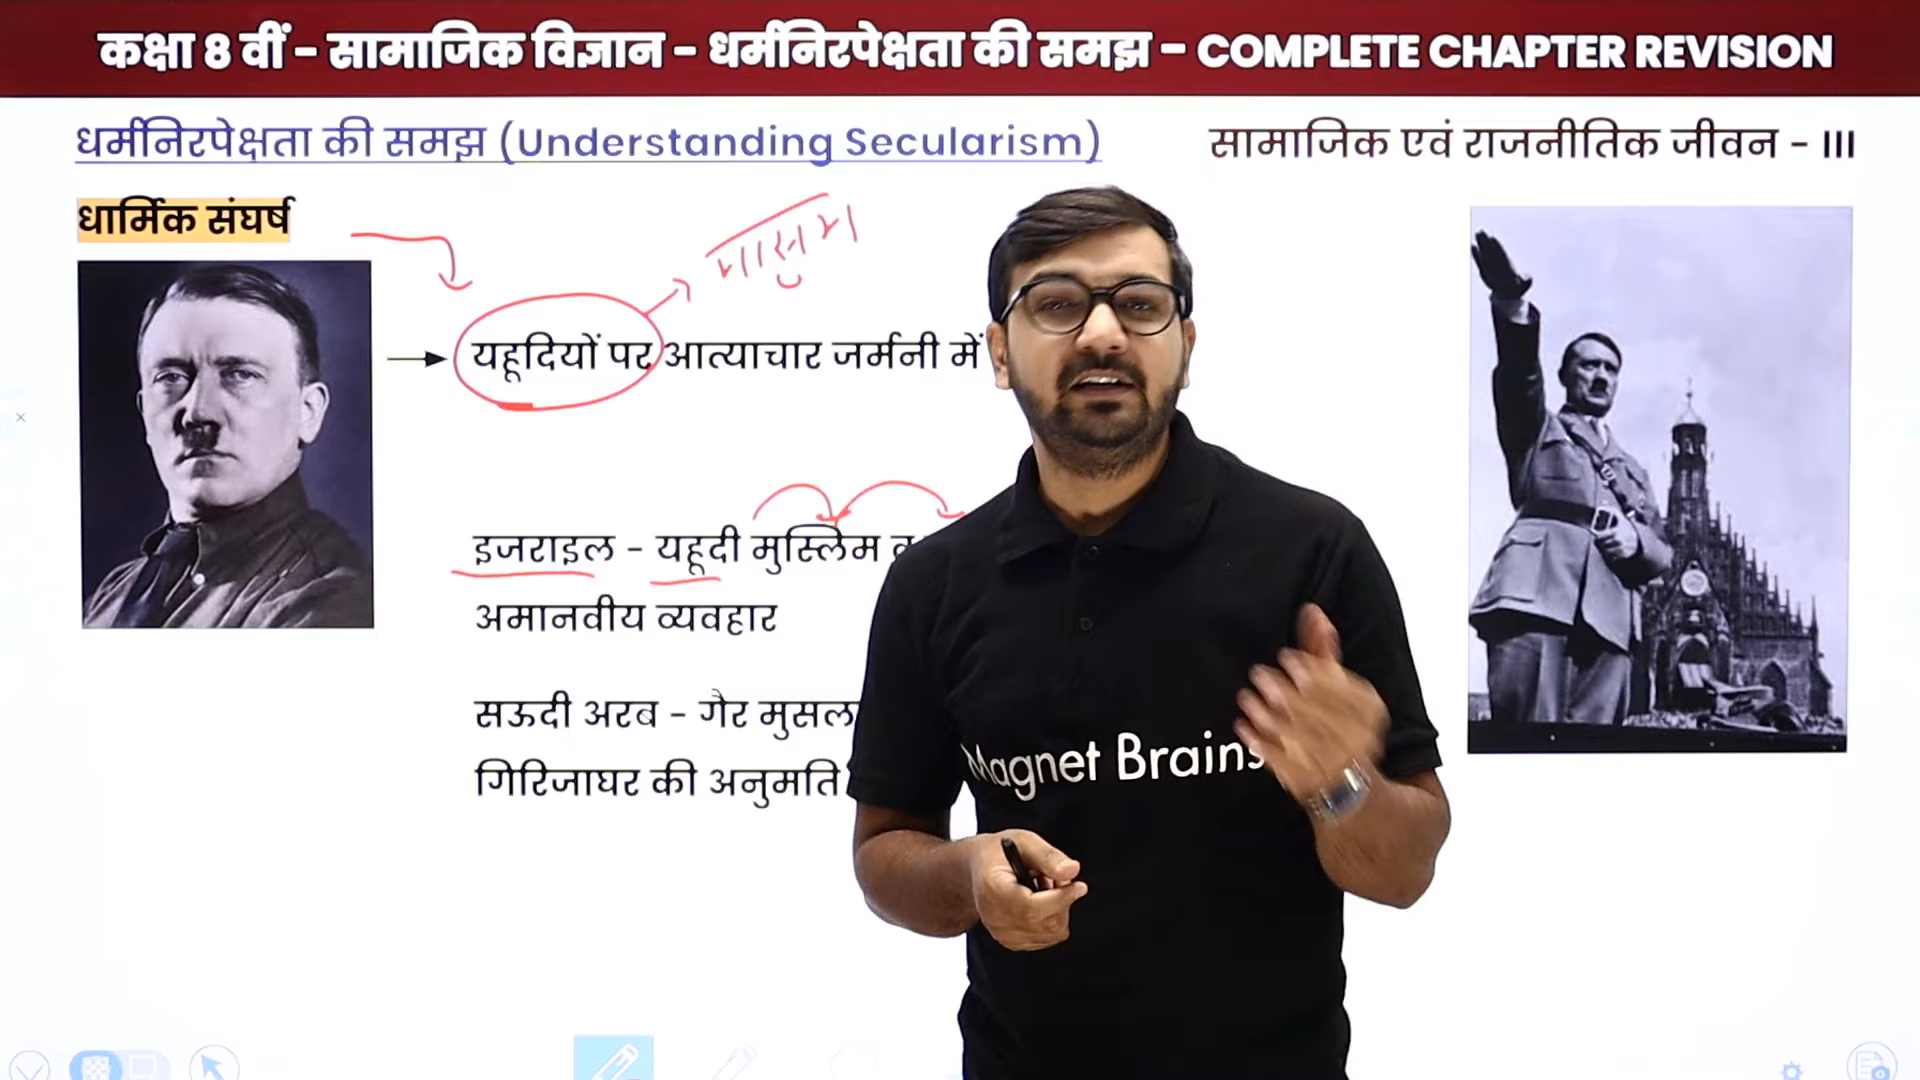 कक्षा 8 वीं - सामाजिक विज्ञान - धर्मनिरपेक्षता की समझ – COMPLETE CHAPTER REVISION
धर्मनिरपेक्षता की समझ (Understanding Secularism)
सामाजिक एवं राजनीतिक जीवन - III
धार्मिक संघर्ष
यहूदियों पर आत्याचार जर्मनी में
इजराइल - यहूदी मुस्लिम
अमानवीय व्यवहार
सऊदी अरब - गैर
गिरिजाघर की अनुमति
Magnet Brains